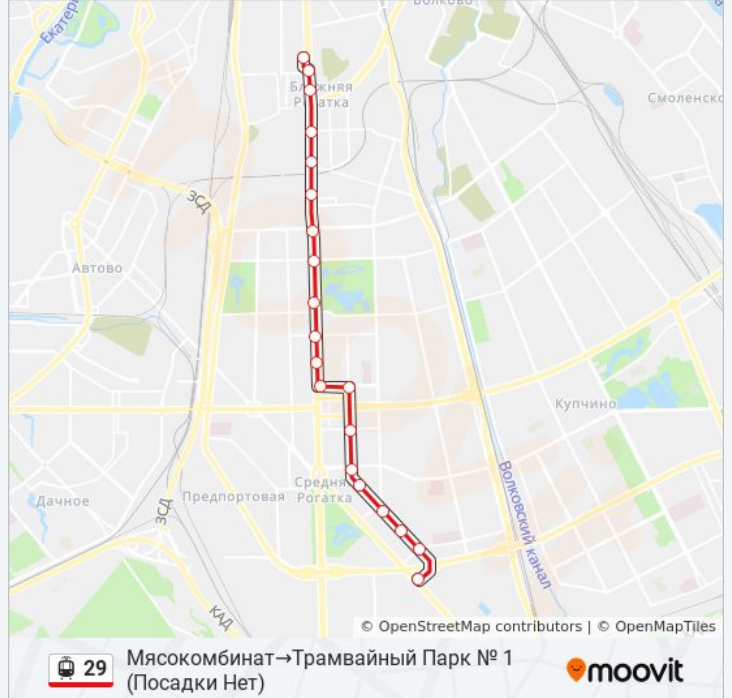 Екатер
Волково
Ближняя
Рогатка
Смоленско
ЗСД
Автово
Купчино
Средняя
Рогатка
Предпортовая
Дачное
ЗСД
Волковский канал
КАД
© OpenStreetMap contributors | © OpenMapTiles
29
Мясокомбинат→Трамвайный Парк № 1
(Посадки Нет)
moovit